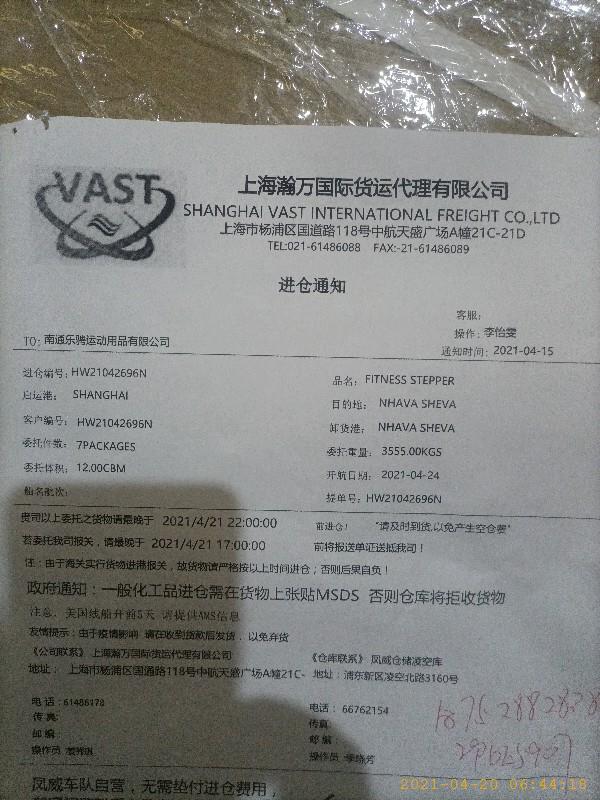 VAST
上海瀚万国际货运代理有限公司
SHANGHAI VAST INTERNATIONAL FREIGHT CO.,LTD
上海市杨浦区国道路118号中航天盛广场A幢21C-21D
TEL:021-61486088 FAX:-21-61486089
进仓通知
客服:
操作: 李怡雯
TO: 南通乐骋运动用品有限公司
通知时间: 2021-04-15
进仓编号: HW21042696N
品名: FITNESS STEPPER
启运港: SHANGHAI
目的地: NHAVA SHEVA
客户编号: HW21042696N
卸货港: NHAVA SHEVA
委托件数: 7PACKAGES
委托重量: 3555.00KGS
委托体积: 12.00CBM
开航日期: 2021-04-24
船名航次:
提单号: HW21042696N
贵司以上委托之货物请最晚于 2021/4/21 22:00:00 前进仓! "请及时到货,以免产生空仓费"
若委托我司报关, 请最晚于 2021/4/21 17:00:00 前将报送单证送抵我司!
注: 由于海关实行货物进港报关, 故货物请严格按以上时间进仓; 否则后果自负!
政府通知: 一般化工品进仓需在货物上张贴MSDS 否则仓库将拒收货物
注意: 美国线船开前5天 请提供AMS信息
友情提示: 由于疫情影响 请在收到货款后发货, 以免弃货
《公司联系》上海瀚万国际货运代理有限公司
《仓库联系》 凤威仓储凌空库
地址: 上海市杨浦区国道路118号中航天盛广场A幢21C-
地址: 浦东新区凌空北路3160号
电话: 61486178
电话: 66762154
传真:
传真:
邮编:
邮编:
操作员
操作员
凤威车队自营, 无需垫付进仓费用,
2021-04-20 06:44:18